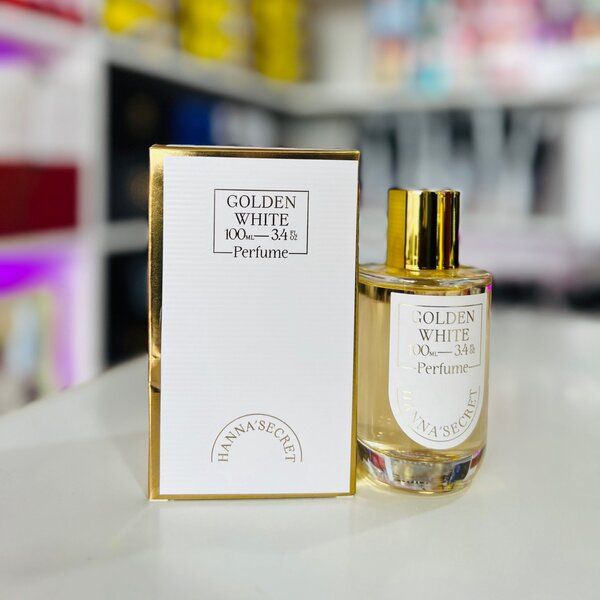 GOLDEN
WHITE
100ML—3.4 FL OZ
Perfume
HANNA'SECRET
GOLDEN
WHITE
100ML—3.4 FL OZ
Perfume
HANNA'SECRET